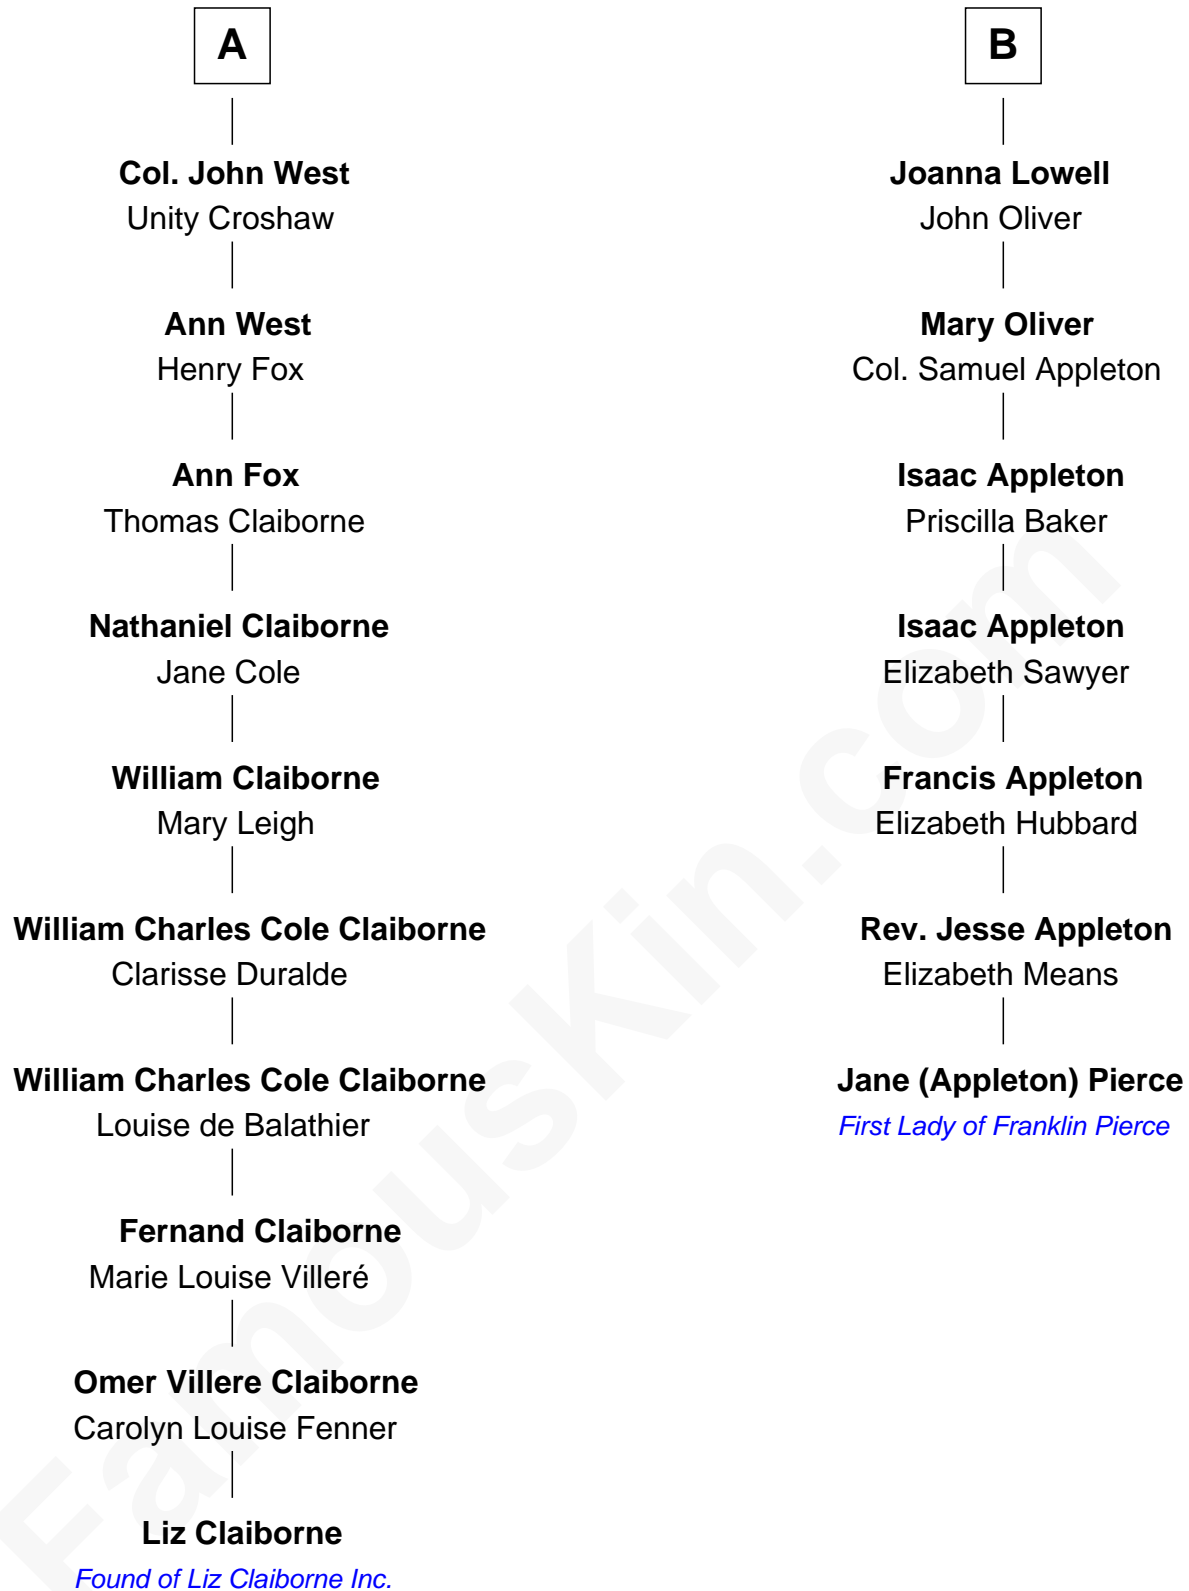 A
Col. John West
Unity Croshaw
Ann West
Henry Fox
Ann Fox
Thomas Claiborne
Nathaniel Claiborne
Jane Cole
William Claiborne
Mary Leigh
William Charles Cole Claiborne
Clarisse Duralde
William Charles Cole Claiborne
Louise de Balathier
Fernand Claiborne
Marie Louise Villeré
Omer Villere Claiborne
Carolyn Louise Fenner
Liz Claiborne
Found of Liz Claiborne Inc.
B
Joanna Lowell
John Oliver
Mary Oliver
Col. Samuel Appleton
Isaac Appleton
Priscilla Baker
Isaac Appleton
Elizabeth Sawyer
Francis Appleton
Elizabeth Hubbard
Rev. Jesse Appleton
Elizabeth Means
Jane (Appleton) Pierce
First Lady of Franklin Pierce
FamousKin.com